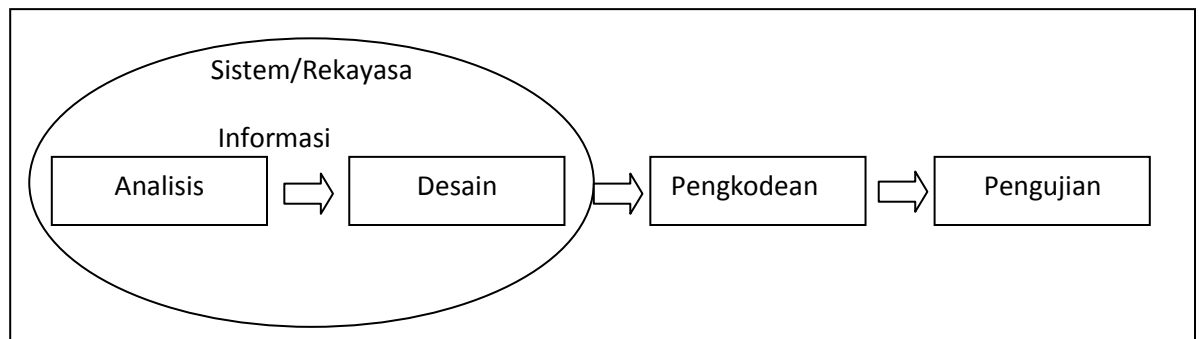 Sistem/Rekayasa
Informasi
Analisis
Desain
Pengkodean
Pengujian